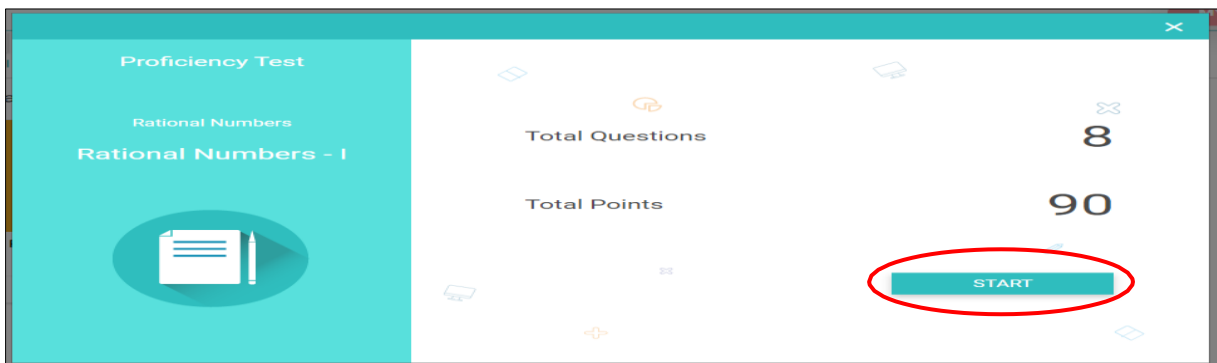 Proficiency Test
Rational Numbers
Rational Numbers - I
Total Questions
8
Total Points
90
START